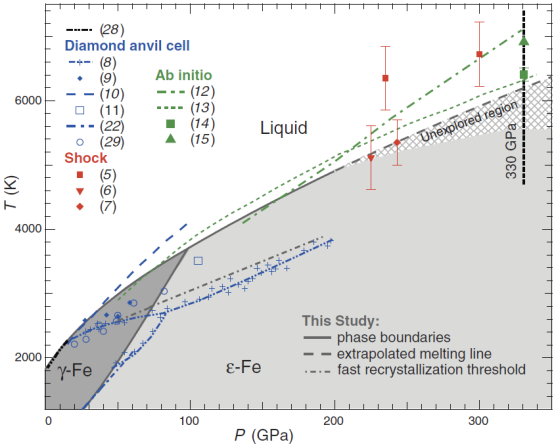 (28)
Diamond anvil cell
(8)
(9)
(10)
(11)
(22)
(29)
Shock
(5)
(6)
(7)
Ab initio
(12)
(13)
(14)
(15)
Liquid
Unexplored region
330 GPa
γ-Fe
ε-Fe
This Study:
phase boundaries
extrapolated melting line
fast recrystallization threshold
6000
4000
2000
T (K)
0
100
200
300
P (GPa)